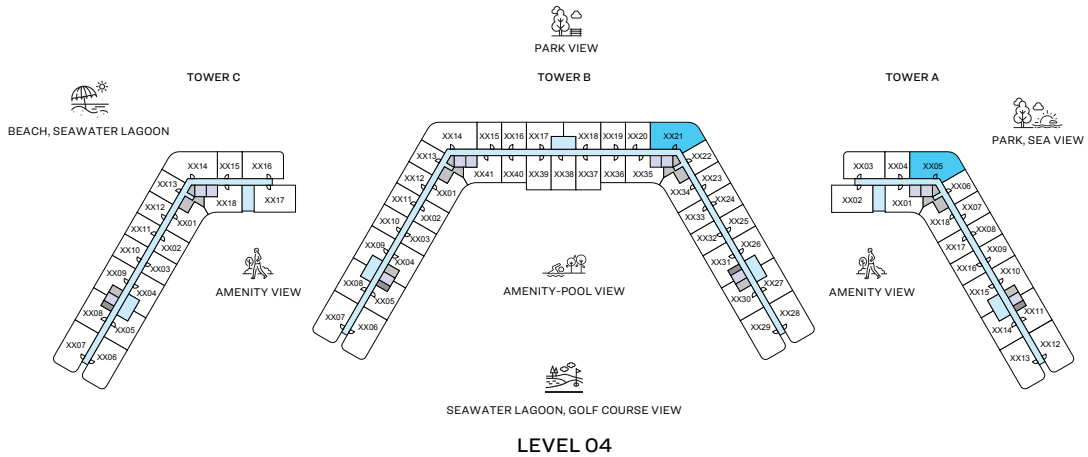 PARK VIEW
TOWER C
TOWER B
TOWER A
BEACH, SEAWATER LAGOON
PARK, SEA VIEW
XX14
XX15
XX16
XX13
XX12
XX11
XX10
XX09
XX08
XX07
XX06
XX05
XX04
XX03
XX02
XX01
XX18
XX17
XX14
XX15
XX16
XX17
XX18
XX19
XX20
XX21
XX13
XX12
XX11
XX10
XX09
XX08
XX07
XX06
XX05
XX04
XX03
XX02
XX01
XX41
XX40
XX39
XX38
XX37
XX36
XX35
XX34
XX33
XX32
XX31
XX30
XX29
XX22
XX23
XX24
XX25
XX26
XX27
XX28
XX03
XX04
XX05
XX02
XX01
XX18
XX17
XX16
XX15
XX14
XX13
XX06
XX07
XX08
XX09
XX10
XX11
XX12
AMENITY VIEW
AMENITY-POOL VIEW
AMENITY VIEW
SEAWATER LAGOON, GOLF COURSE VIEW
LEVEL 04